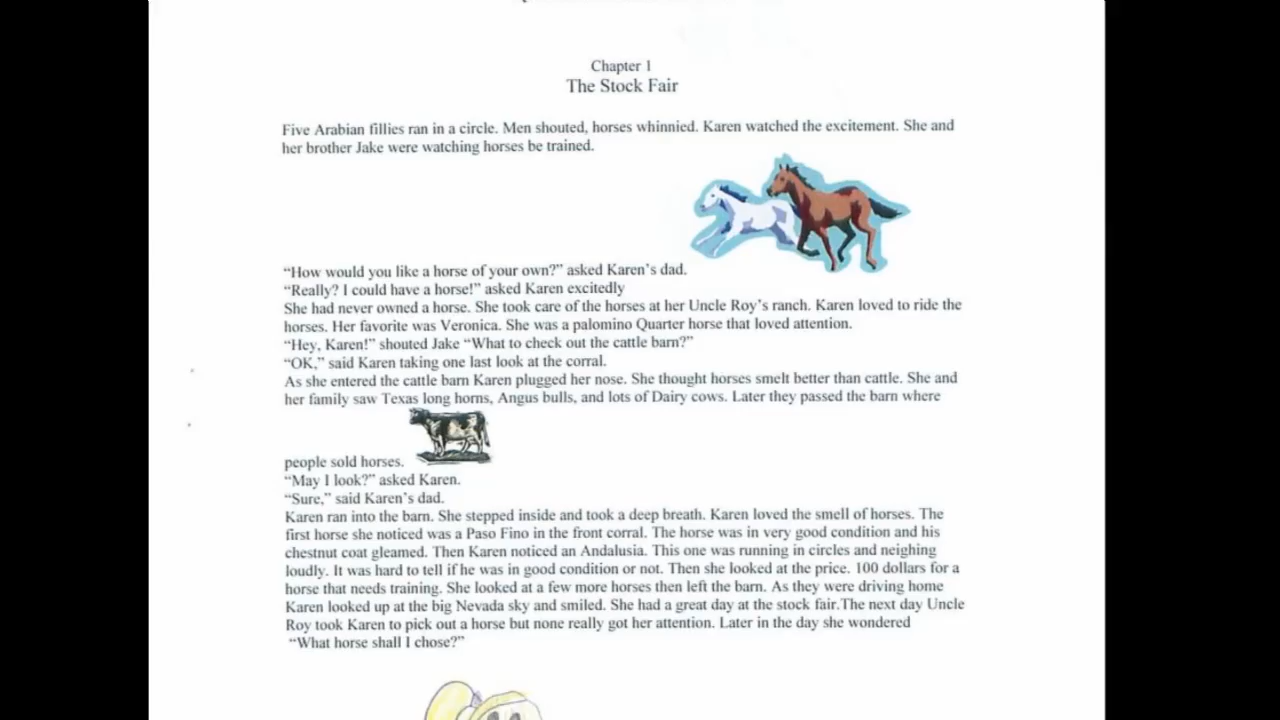 Chapter 1
The Stock Fair
Five Arabian fillies ran in a circle. Men shouted, horses whinnied. Karen watched the excitement. She and
her brother Jake were watching horses be trained.
“How would you like a horse of your own?” asked Karen’s dad.
“Really? I could have a horse!” asked Karen excitedly
She had never owned a horse. She took care of the horses at her Uncle Roy’s ranch. Karen loved to ride the
horses. Her favorite was Veronica. She was a palomino Quarter horse that loved attention.
“Hey, Karen!” shouted Jake “What to check out the cattle barn?”
“OK,” said Karen taking one last look at the corral.
As she entered the cattle barn Karen plugged her nose. She thought horses smelt better than cattle. She and
her family saw Texas long horns, Angus bulls, and lots of Dairy cows. Later they passed the barn where
people sold horses.
“May I look?” asked Karen.
“Sure,” said Karen’s dad.
Karen ran into the barn. She stepped inside and took a deep breath. Karen loved the smell of horses. The
first horse she noticed was a Paso Fino in the front corral. The horse was in very good condition and his
chestnut coat gleamed. Then Karen noticed an Andalusia. This one was running in circles and neighing
loudly. It was hard to tell if he was in good condition or not. Then she looked at the price. 100 dollars for a
horse that needs training. She looked at a few more horses then left the barn. As they were driving home
Karen looked up at the big Nevada sky and smiled. She had a great day at the stock fair.The next day Uncle
Roy took Karen to pick out a horse but none really got her attention. Later in the day she wondered
“What horse shall I chose?”